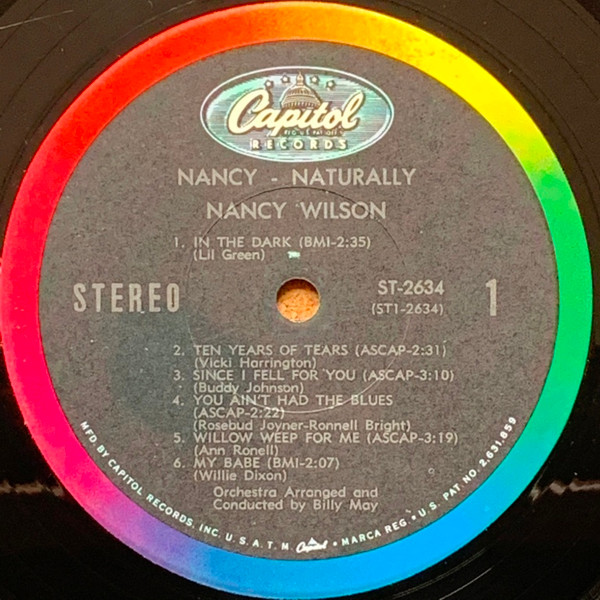 Capitol
RECORDS
NANCY - NATURALLY
NANCY WILSON
1. IN THE DARK (BMI-2:35)
(Lil Green)
STEREO
ST-2634
(ST1-2634)
1
2. TEN YEARS OF TEARS (ASCAP-2:31)
(Vicki Harrington)
3. SINCE I FELL FOR YOU (ASCAP-3:10)
(Buddy Johnson)
4. YOU AIN'T HAD THE BLUES
(ASCAP-2:22)
(Rosebud Joyner-Ronnell Bright)
5. WILLOW WEEP FOR ME (ASCAP-3:19)
(Ann Ronell)
6. MY BABE (BMI-2:07)
(Willie Dixon)
Orchestra Arranged and
Conducted by Billy May
MFD. BY CAPITOL RECORDS, INC. U.S.A. T.M. Capitol • MARCA REG. • U.S. PAT. NO. 2,631,859